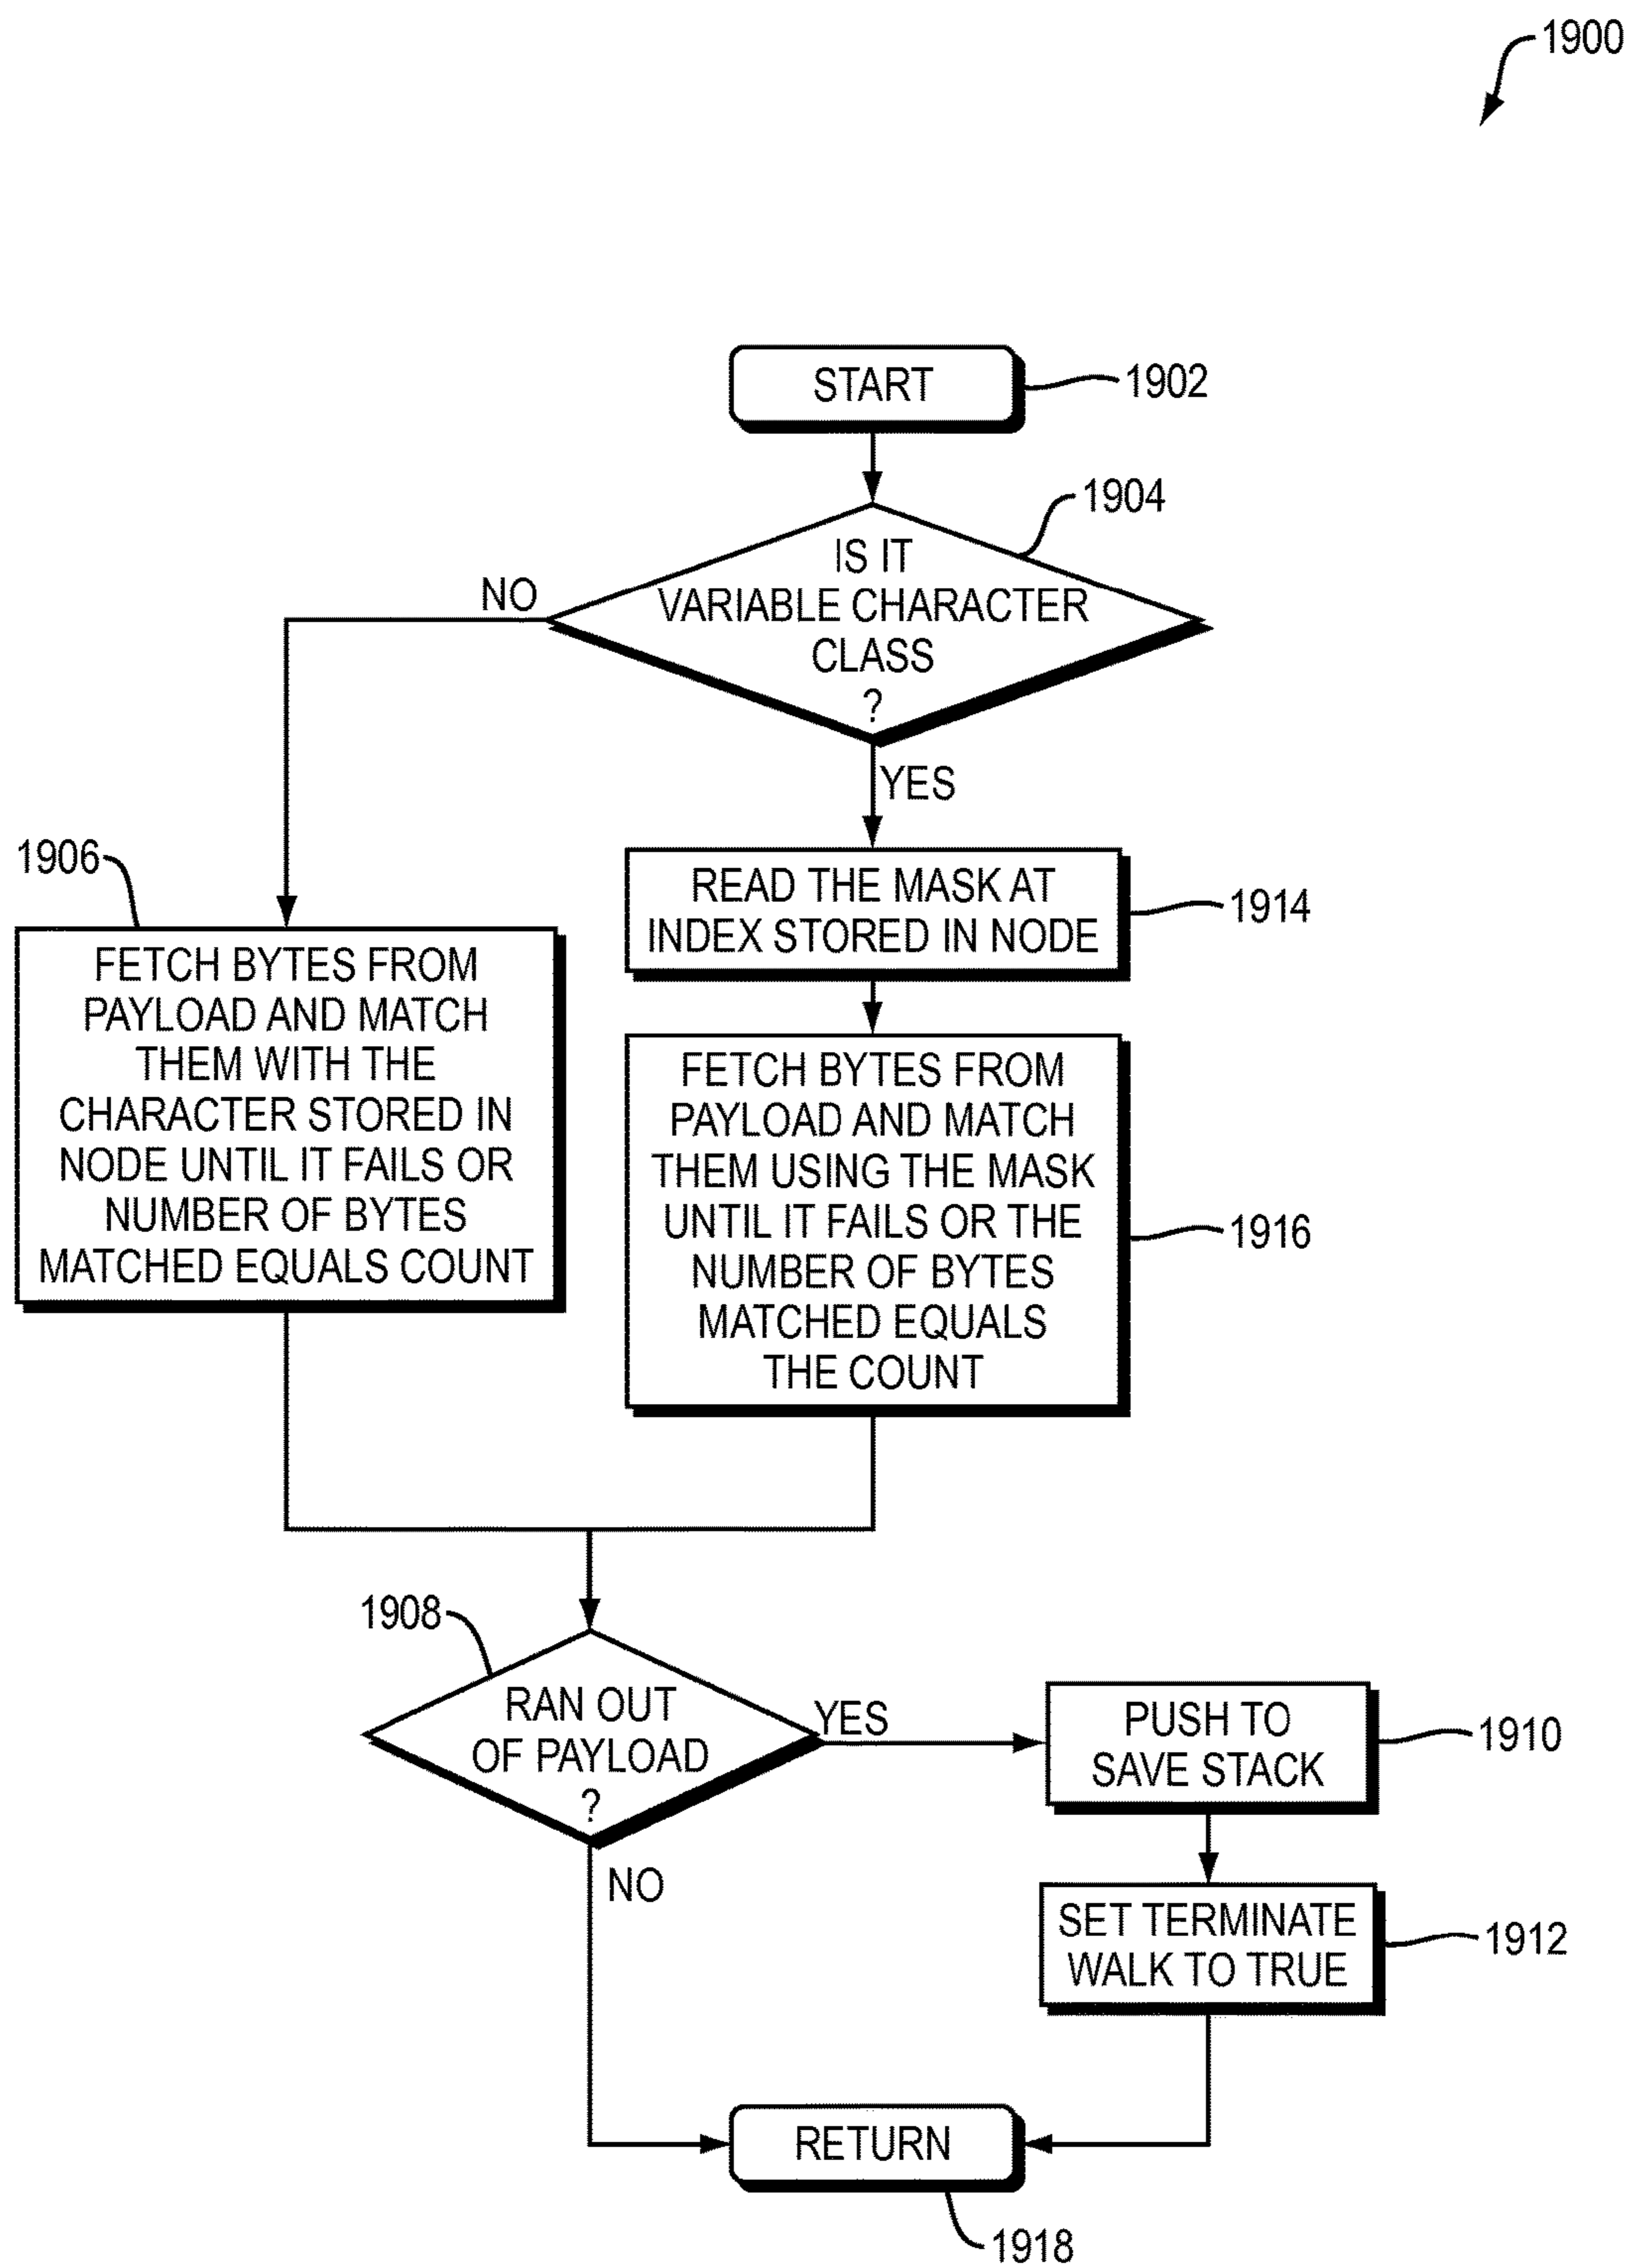 1900
START
1902
1904
IS IT
VARIABLE CHARACTER
CLASS
?
NO
YES
1906
READ THE MASK AT
INDEX STORED IN NODE
1914
FETCH BYTES FROM
PAYLOAD AND MATCH
THEM WITH THE
CHARACTER STORED IN
NODE UNTIL IT FAILS OR
NUMBER OF BYTES
MATCHED EQUALS COUNT
FETCH BYTES FROM
PAYLOAD AND MATCH
THEM USING THE MASK
UNTIL IT FAILS OR THE
NUMBER OF BYTES
MATCHED EQUALS
THE COUNT
1916
1908
RAN OUT
OF PAYLOAD
?
YES
NO
PUSH TO
SAVE STACK
1910
SET TERMINATE
WALK TO TRUE
1912
RETURN
1918